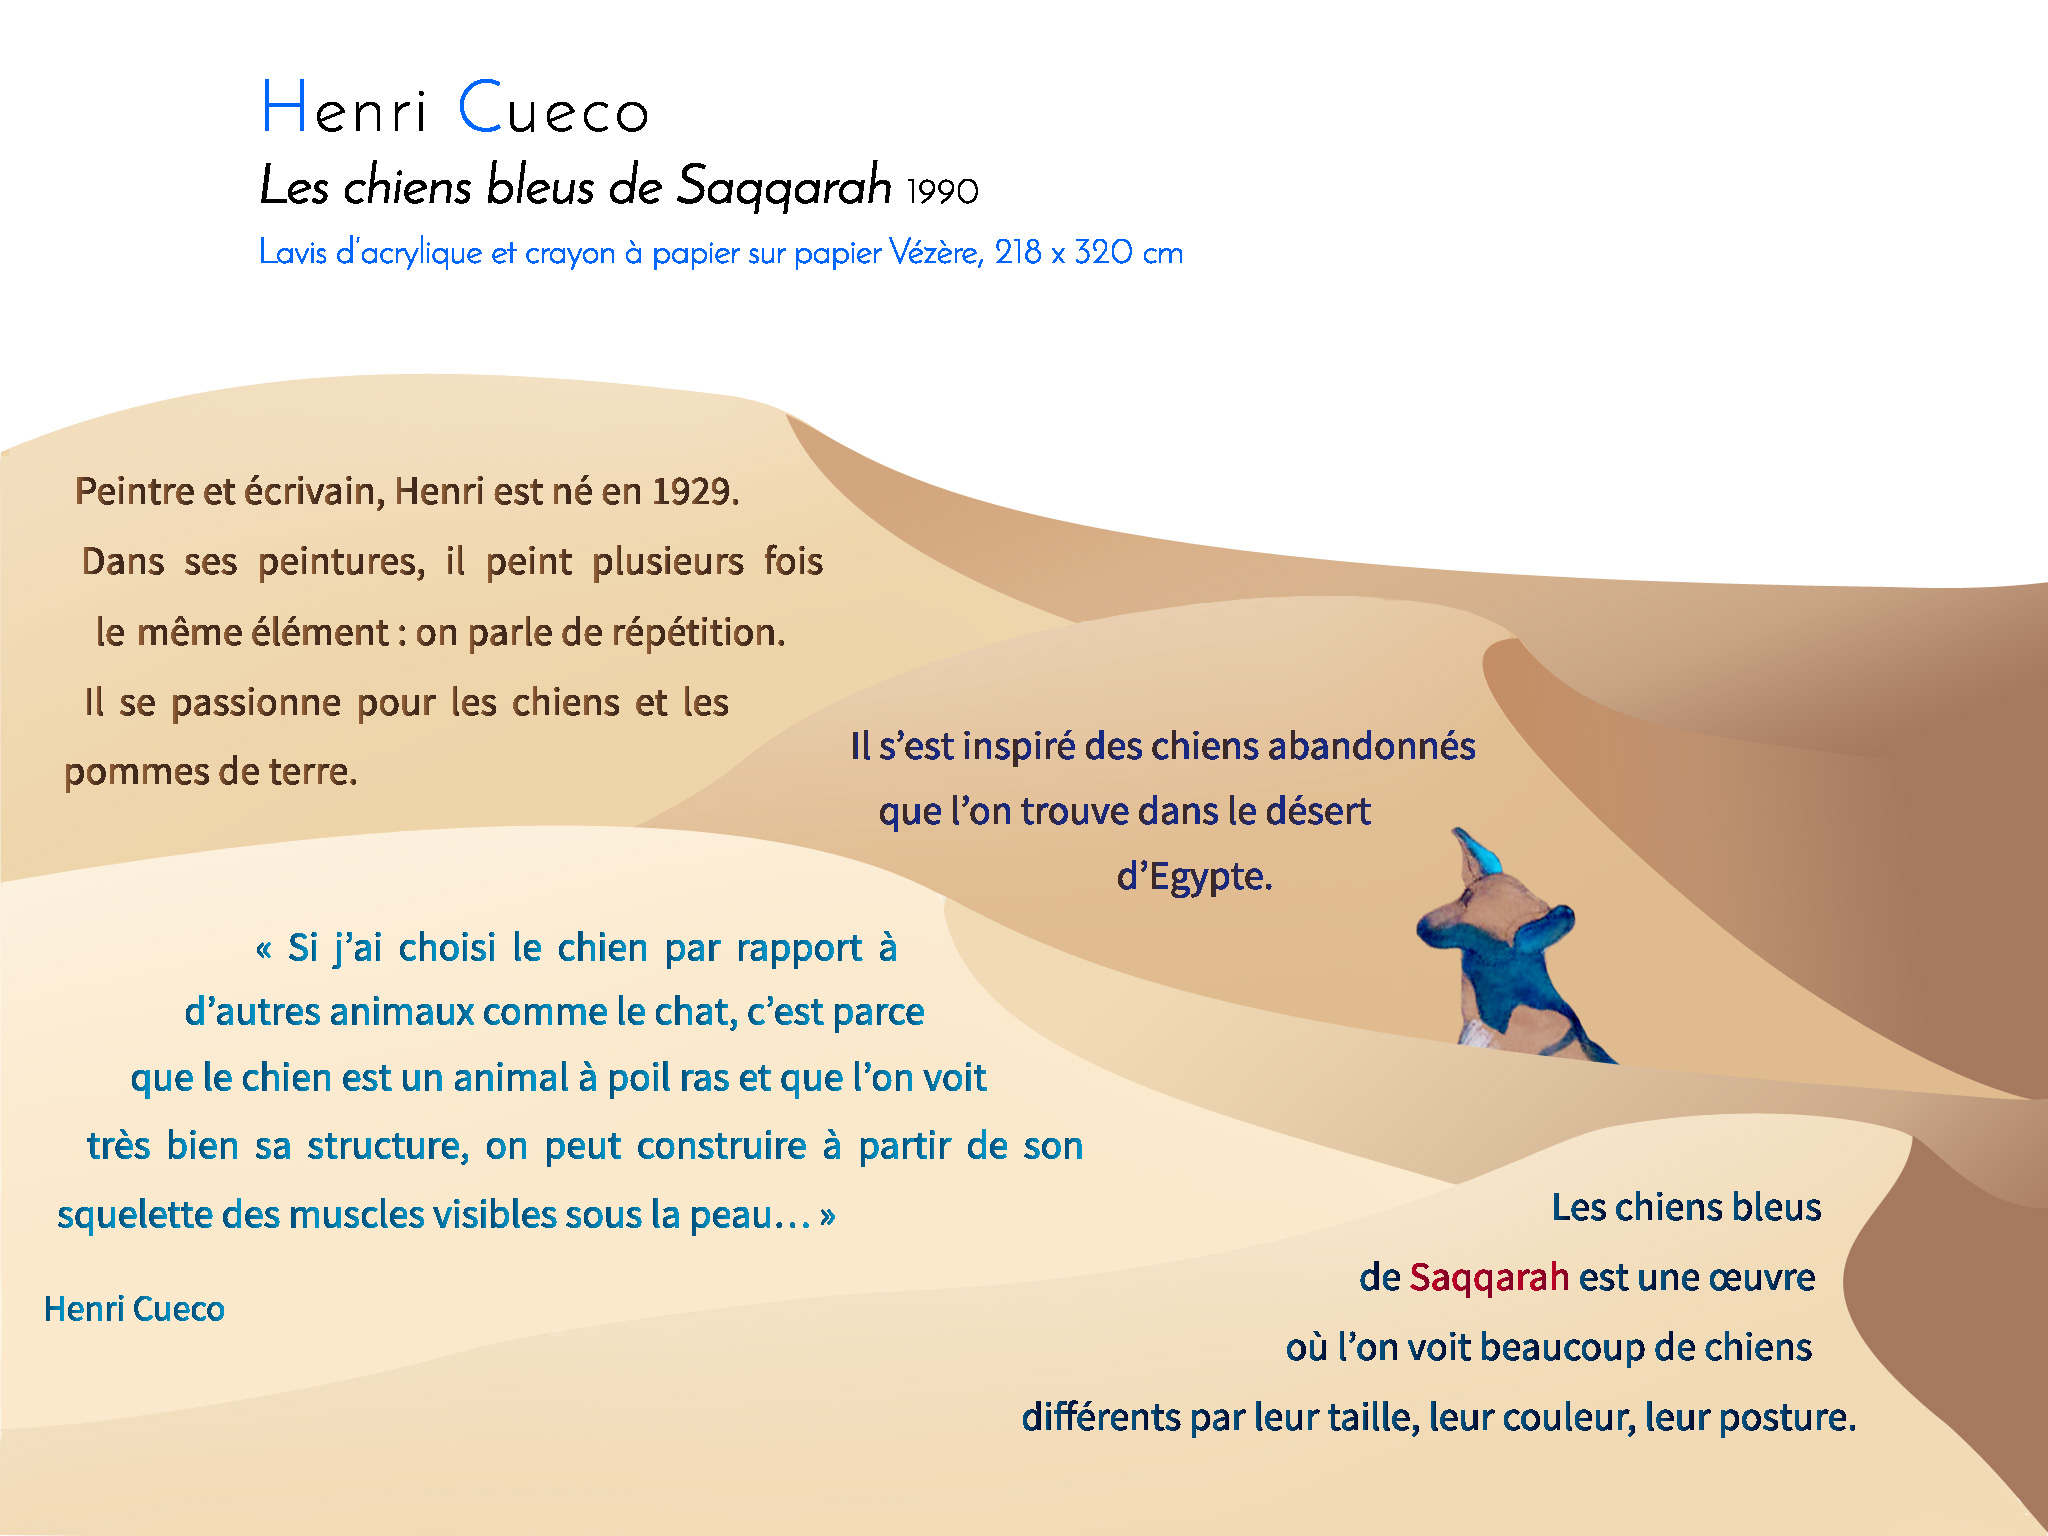 Henri Cueco
Les chiens bleus de Saqqarah 1990
Lavis d'acrylique et crayon à papier sur papier Vézère, 218 x 320 cm
Peintre et écrivain, Henri est né en 1929.
Dans ses peintures, il peint plusieurs fois
le même élément : on parle de répétition.
Il se passionne pour les chiens et les
pommes de terre.
Il s’est inspiré des chiens abandonnés
que l’on trouve dans le désert
d’Egypte.
« Si j’ai choisi le chien par rapport à
d’autres animaux comme le chat, c’est parce
que le chien est un animal à poil ras et que l’on voit
très bien sa structure, on peut construire à partir de son
squelette des muscles visibles sous la peau… »
Henri Cueco
Les chiens bleus
de Saqqarah est une œuvre
où l’on voit beaucoup de chiens
différents par leur taille, leur couleur, leur posture.